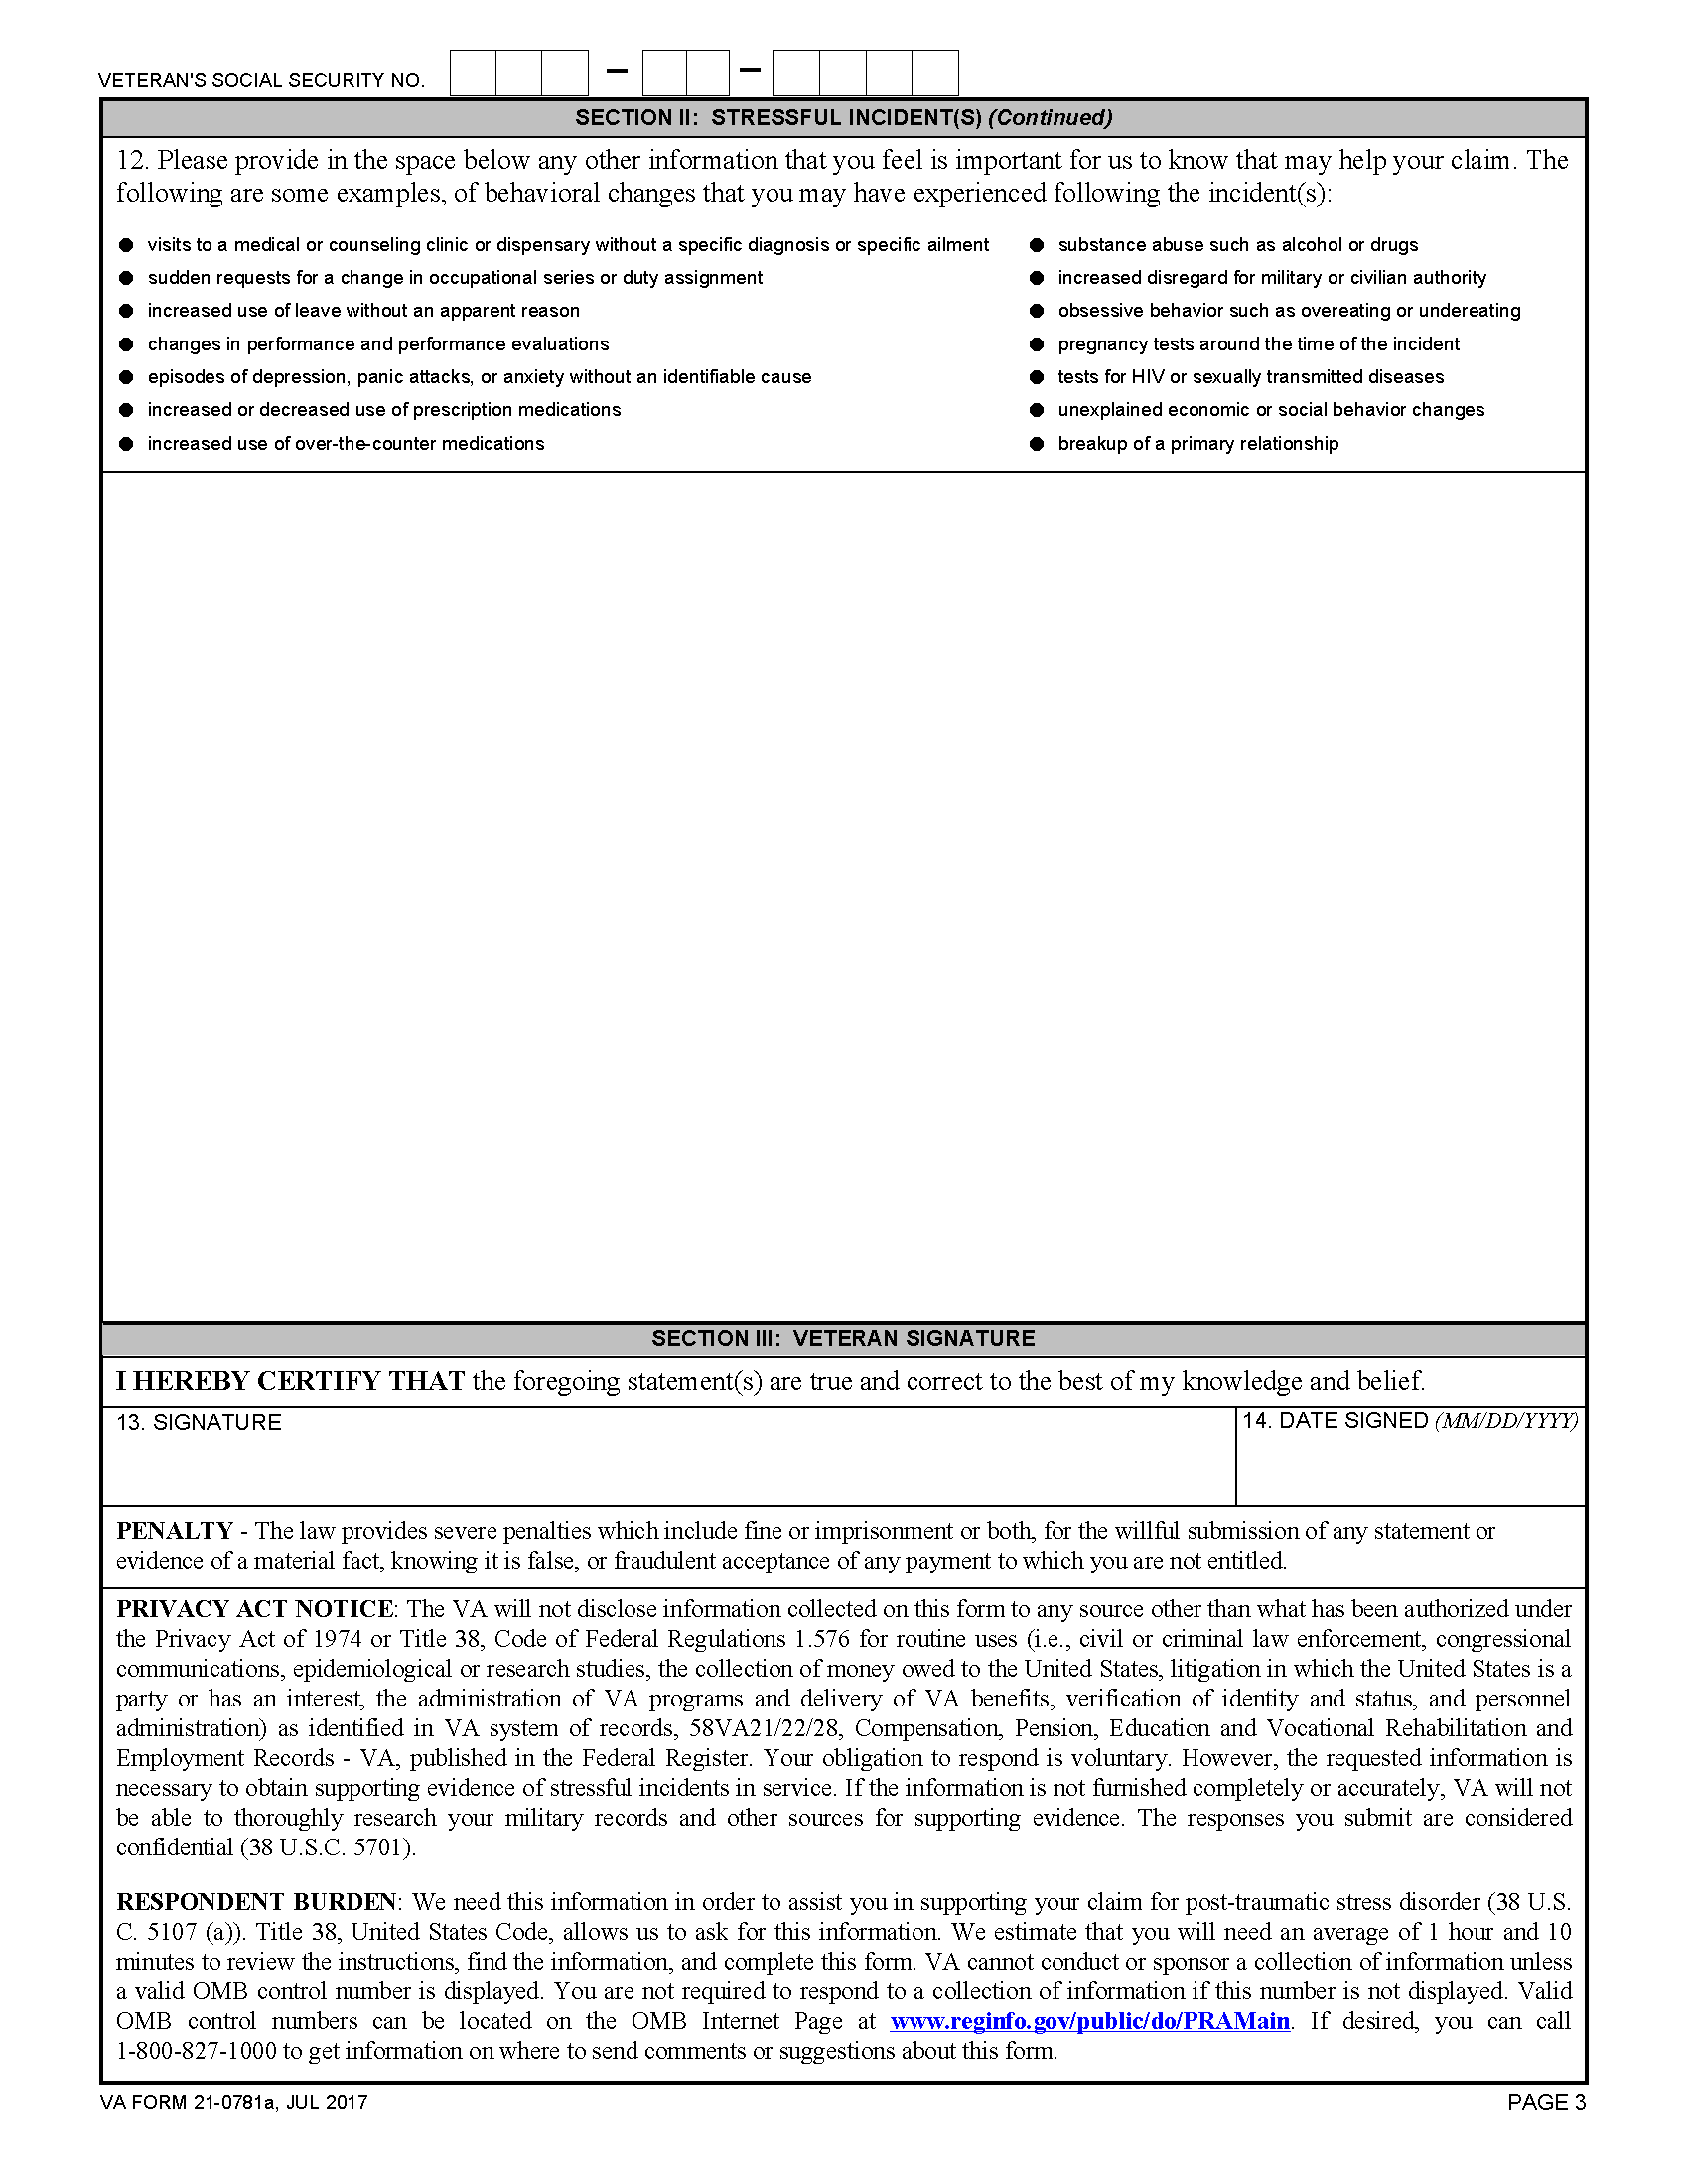 VETERAN'S SOCIAL SECURITY NO.
SECTION II: STRESSFUL INCIDENT(S) (Continued)
12. Please provide in the space below any other information that you feel is important for us to know that may help your claim. The
following are some examples, of behavioral changes that you may have experienced following the incident(s):
● visits to a medical or counseling clinic or dispensary without a specific diagnosis or specific ailment
● sudden requests for a change in occupational series or duty assignment
● increased use of leave without an apparent reason
● changes in performance and performance evaluations
● episodes of depression, panic attacks, or anxiety without an identifiable cause
● increased or decreased use of prescription medications
● increased use of over-the-counter medications
● substance abuse such as alcohol or drugs
● increased disregard for military or civilian authority
● obsessive behavior such as overeating or undereating
● pregnancy tests around the time of the incident
● tests for HIV or sexually transmitted diseases
● unexplained economic or social behavior changes
● breakup of a primary relationship
SECTION III: VETERAN SIGNATURE
I HEREBY CERTIFY THAT the foregoing statement(s) are true and correct to the best of my knowledge and belief.
13. SIGNATURE
14. DATE SIGNED (MM/DD/YYYY)
PENALTY - The law provides severe penalties which include fine or imprisonment or both, for the willful submission of any statement or
evidence of a material fact, knowing it is false, or fraudulent acceptance of any payment to which you are not entitled.
PRIVACY ACT NOTICE: The VA will not disclose information collected on this form to any source other than what has been authorized under
the Privacy Act of 1974 or Title 38, Code of Federal Regulations 1.576 for routine uses (i.e., civil or criminal law enforcement, congressional
communications, epidemiological or research studies, the collection of money owed to the United States, litigation in which the United States is a
party or has an interest, the administration of VA programs and delivery of VA benefits, verification of identity and status, and personnel
administration) as identified in VA system of records, 58VA21/22/28, Compensation, Pension, Education and Vocational Rehabilitation and
Employment Records - VA, published in the Federal Register. Your obligation to respond is voluntary. However, the requested information is
necessary to obtain supporting evidence of stressful incidents in service. If the information is not furnished completely or accurately, VA will not
be able to thoroughly research your military records and other sources for supporting evidence. The responses you submit are considered
confidential (38 U.S.C. 5701).
RESPONDENT BURDEN: We need this information in order to assist you in supporting your claim for post-traumatic stress disorder (38 U.S.
C. 5107 (a)). Title 38, United States Code, allows us to ask for this information. We estimate that you will need an average of 1 hour and 10
minutes to review the instructions, find the information, and complete this form. VA cannot conduct or sponsor a collection of information unless
a valid OMB control number is displayed. You are not required to respond to a collection of information if this number is not displayed. Valid
OMB control numbers can be located on the OMB Internet Page at www.reginfo.gov/public/do/PRAMain. If desired, you can call
1-800-827-1000 to get information on where to send comments or suggestions about this form.
VA FORM 21-0781a, JUL 2017
PAGE 3